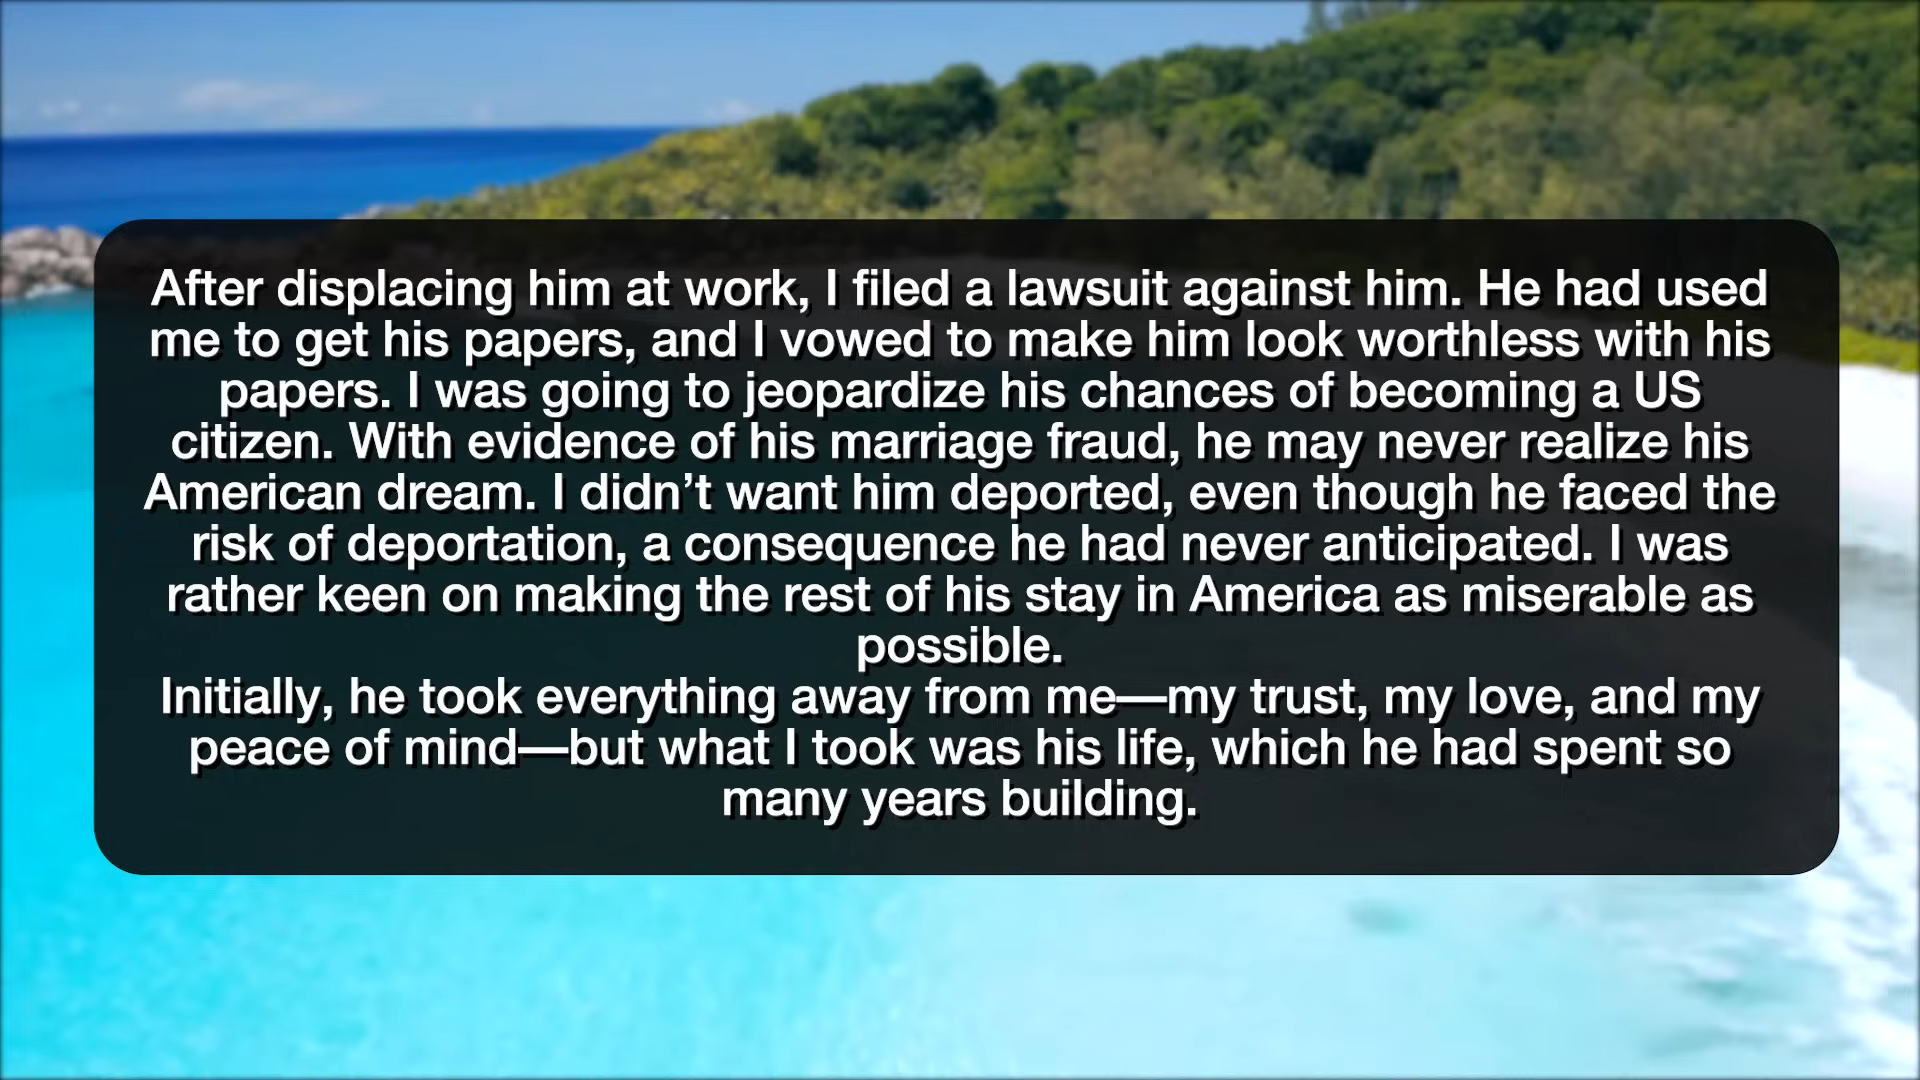 After displacing him at work, I filed a lawsuit against him. He had used
me to get his papers, and I vowed to make him look worthless with his
papers. I was going to jeopardize his chances of becoming a US
citizen. With evidence of his marriage fraud, he may never realize his
American dream. I didn’t want him deported, even though he faced the
risk of deportation, a consequence he had never anticipated. I was
rather keen on making the rest of his stay in America as miserable as
possible.
Initially, he took everything away from me—my trust, my love, and my
peace of mind—but what I took was his life, which he had spent so
many years building.